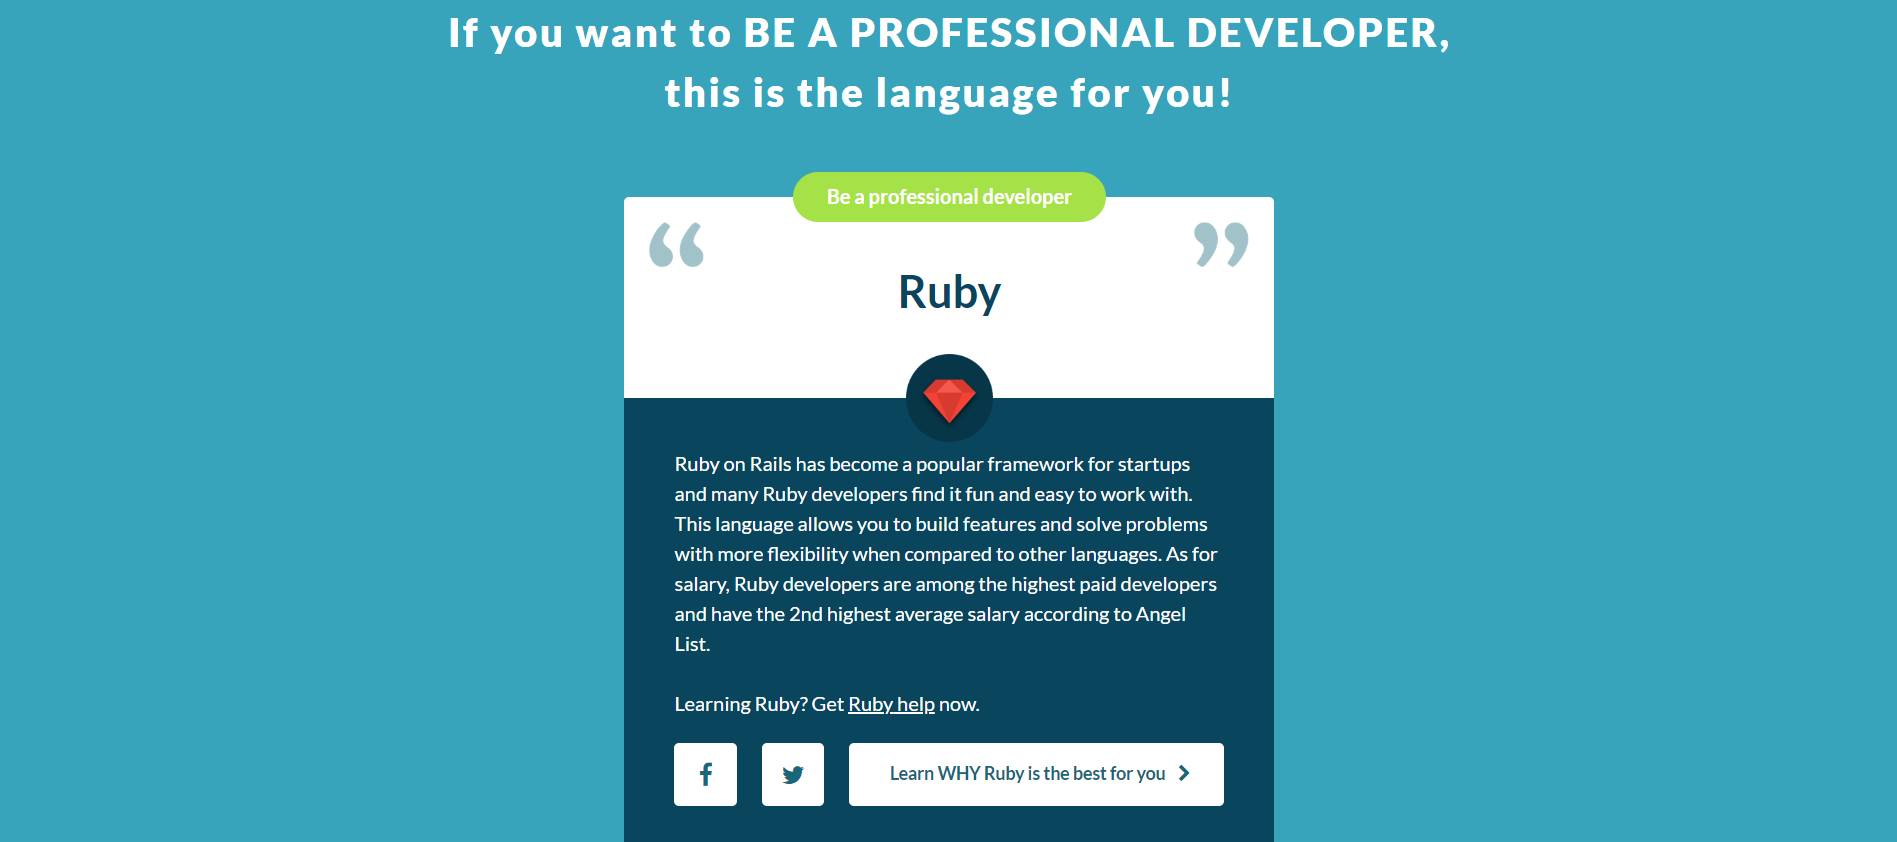 If you want to BE A PROFESSIONAL DEVELOPER,
this is the language for you!
Be a professional developer
“ ”
Ruby
Ruby on Rails has become a popular framework for startups
and many Ruby developers find it fun and easy to work with.
This language allows you to build features and solve problems
with more flexibility when compared to other languages. As for
salary, Ruby developers are among the highest paid developers
and have the 2nd highest average salary according to Angel
List.
Learning Ruby? Get Ruby help now.
Learn WHY Ruby is the best for you